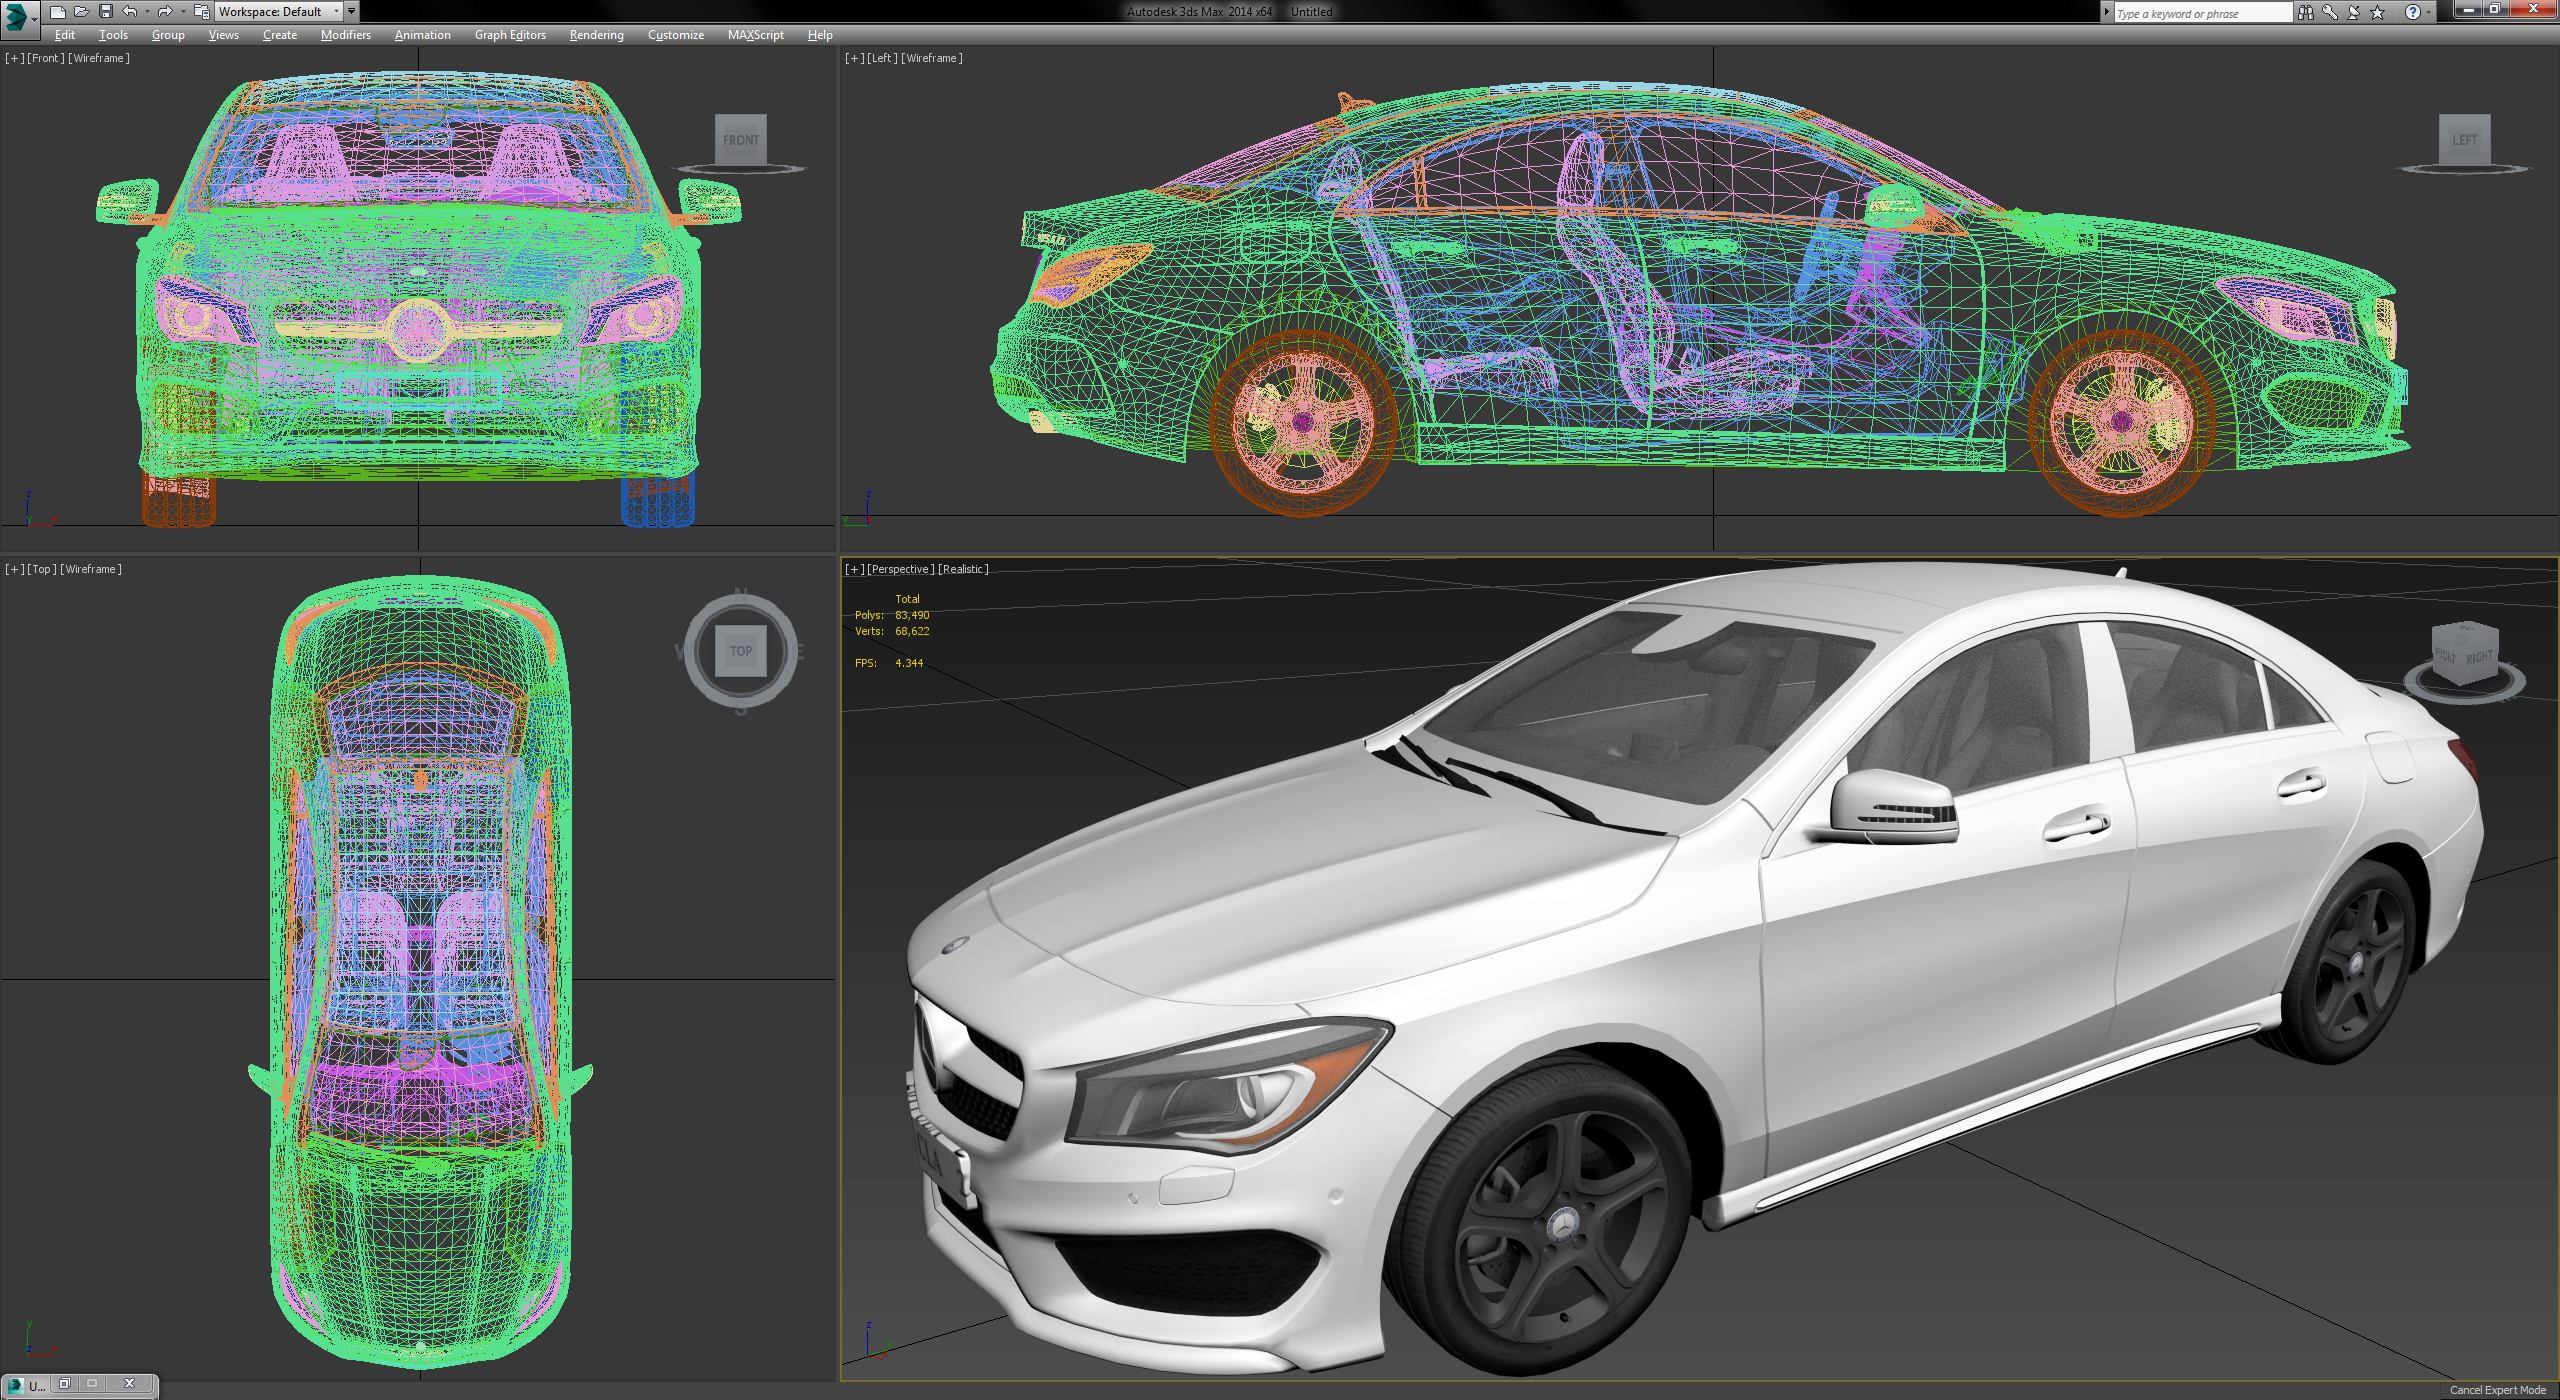 Workspace: Default
Autodesk 3ds Max 2014 x64 Untitled
Type a keyword or phrase
Edit Tools Group Views Create Modifiers Animation Graph Editors Rendering Customize MAXScript Help
[+] [Front] [Wireframe]
[+] [Left] [Wireframe]
FRONT
LEFT
z
y
z
y
[+] [Top] [Wireframe]
[+] [Perspective] [Realistic]
N
W
TOP
E
S
Total
Polys: 83,490
Verts: 68,622
FPS: 4.344
FRONT
RIGHT
y
z
z
U...
Cancel Expert Mode